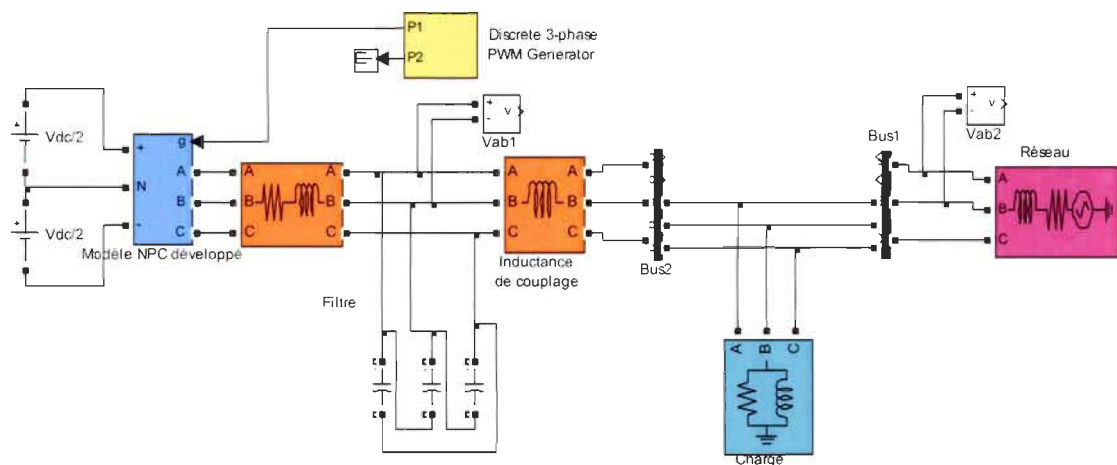 P1
P2
Discrete 3-phase
PWM Generator
+
Vdc/2
+
Vdc/2
+
N
-
g
A
B
C
Modèle NPC développé
A
B
C
A
B
C
Filtre
+
-
v
Vab1
A
B
C
A
B
C
Inductance
de couplage
Bus2
A
B
C
Charge
Bus1
+
-
v
Vab2
Réseau
A
B
C